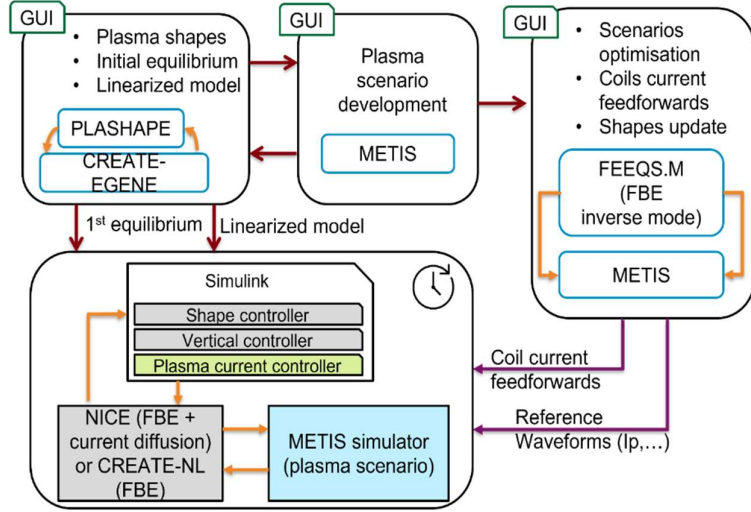 GUI
• Plasma shapes
• Initial equilibrium
• Linearized model
PLASHAPE
CREATE-
EGENE
GUI
Plasma
scenario
development
METIS
GUI
• Scenarios
optimisation
• Coils current
feedforwards
• Shapes update
FEEQS.M
(FBE
inverse mode)
METIS
1st equilibrium
Linearized model
Simulink
Shape controller
Vertical controller
Plasma current controller
NICE (FBE +
current diffusion)
or CREATE-NL
(FBE)
METIS simulator
(plasma scenario)
Coil current
feedforwards
Reference
Waveforms (Ip,...)